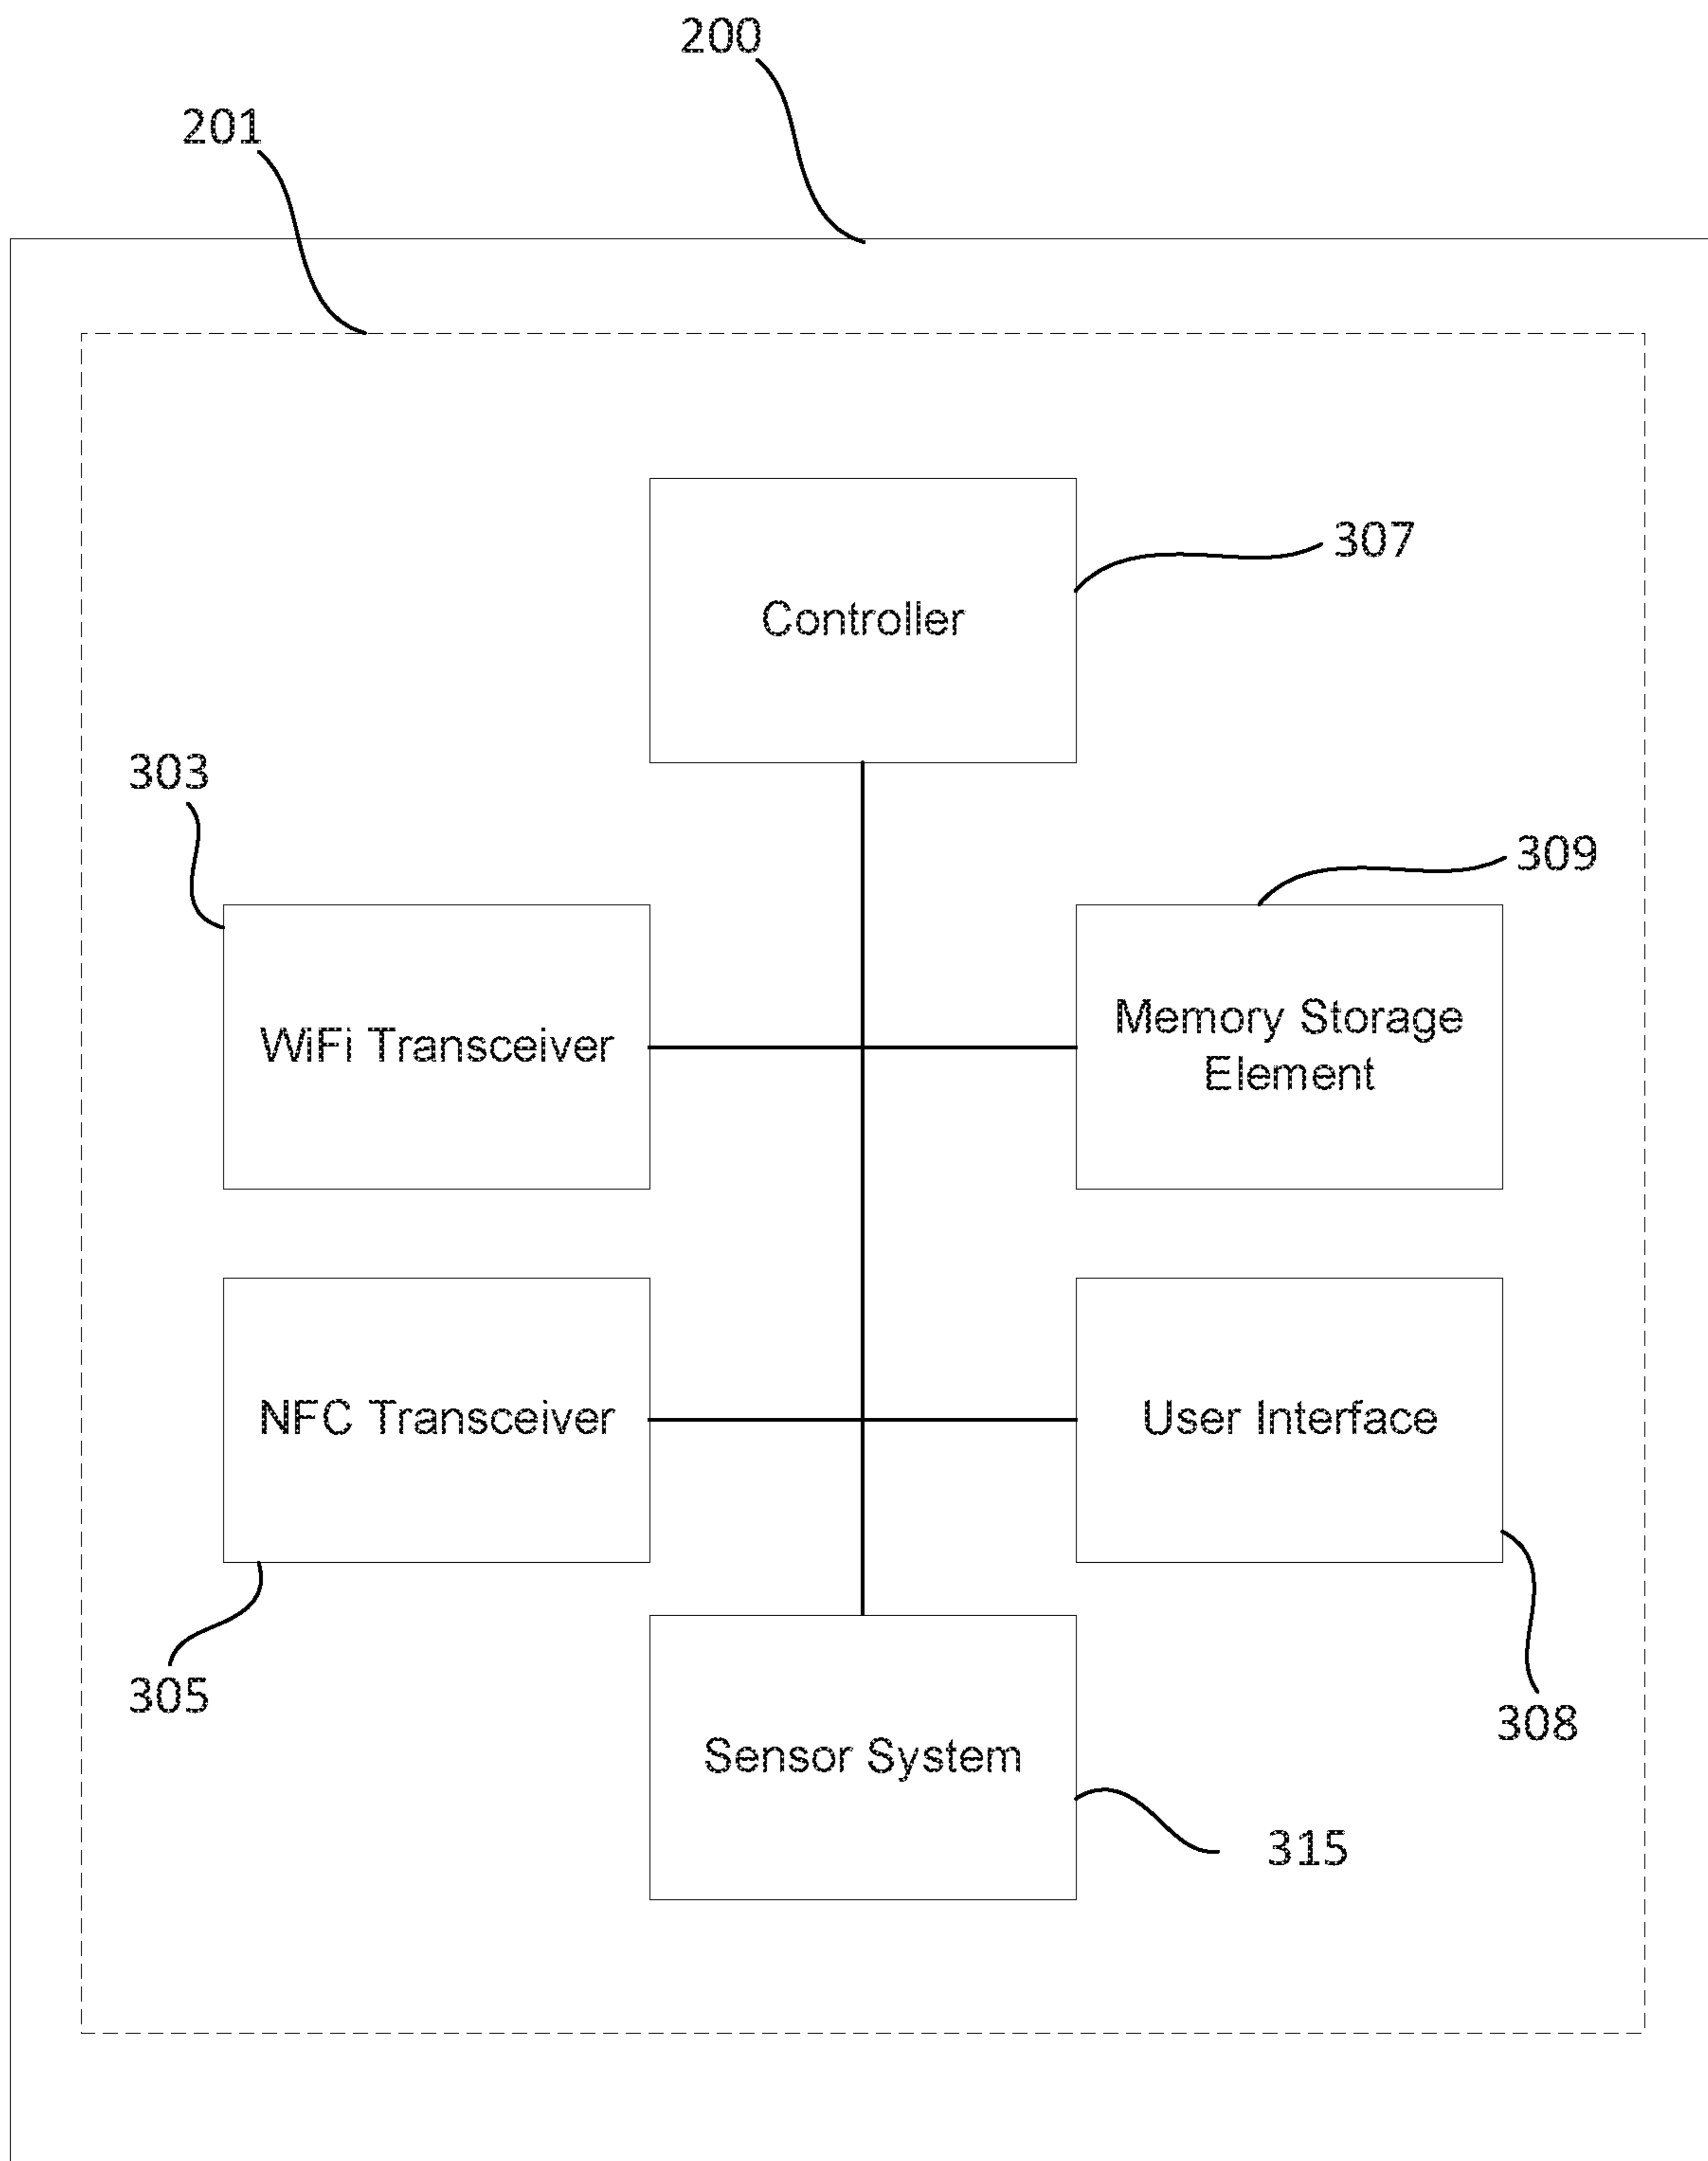 200
201
Controller
307
303
309
WiFi Transceiver
Memory Storage
Element
NFC Transceiver
User Interface
305
308
Sensor System
315